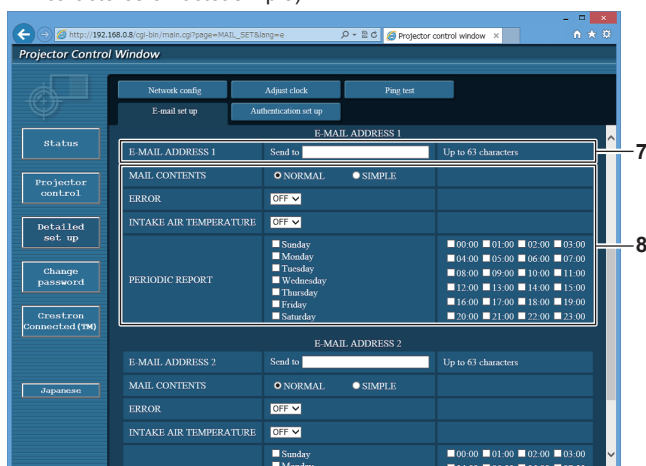 http://192.168.0.8/cgi-bin/main.cgi?page=MAIL_SET&lang=e
Projector control window
Projector Control Window
Network config Adjust clock Ping test
E-mail set up Authentication set up
Status
Projector control
Detailed set up
Change password
Crestron Connected(TM)
Japanese
E-MAIL ADDRESS 1
E-MAIL ADDRESS 1 Send to Up to 63 characters
7
MAIL CONTENTS NORMAL SIMPLE
ERROR OFF
INTAKE AIR TEMPERATURE OFF
8
PERIODIC REPORT
Sunday 00:00 01:00 02:00 03:00
Monday 04:00 05:00 06:00 07:00
Tuesday 08:00 09:00 10:00 11:00
Wednesday 12:00 13:00 14:00 15:00
Thursday 16:00 17:00 18:00 19:00
Friday 20:00 21:00 22:00 23:00
Saturday
E-MAIL ADDRESS 2
E-MAIL ADDRESS 2 Send to Up to 63 characters
MAIL CONTENTS NORMAL SIMPLE
ERROR OFF
INTAKE AIR TEMPERATURE OFF
Sunday 00:00 01:00 02:00 03:00